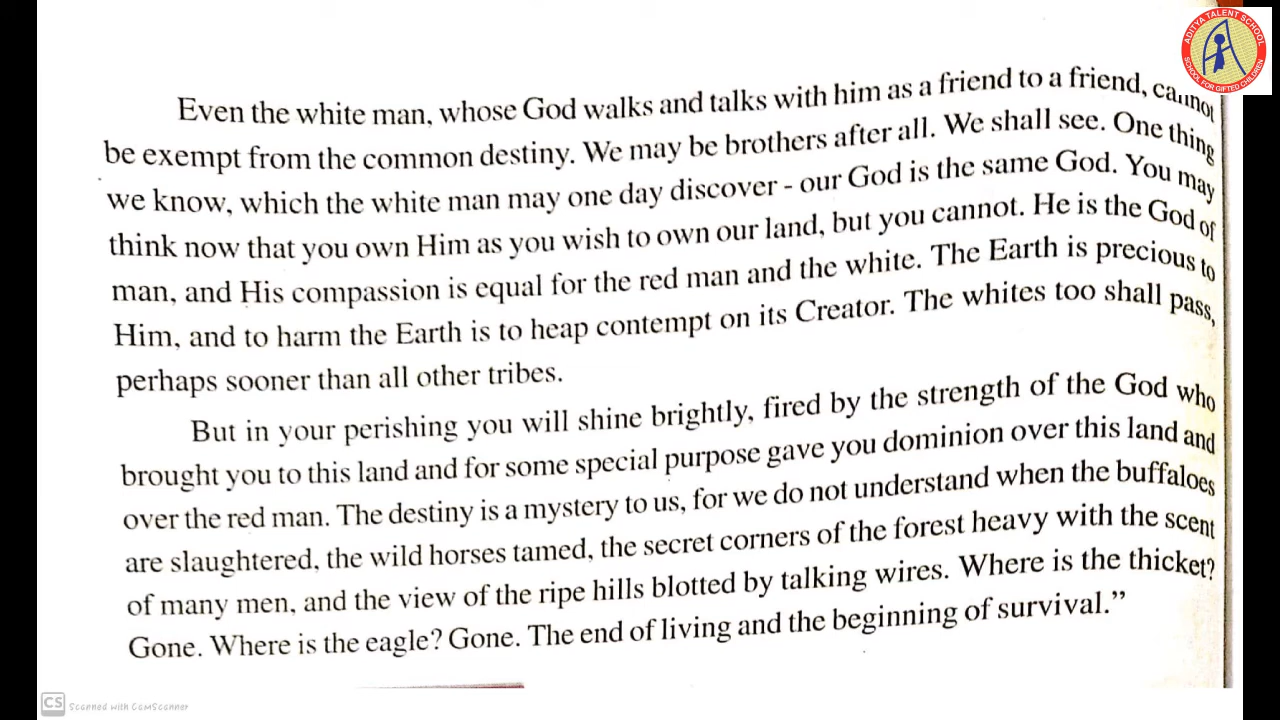 ADITYA TALENT SCHOOL
SCHOOL FOR GIFTED CHILDREN
Even the white man, whose God walks and talks with him as a friend to a friend, cannot
be exempt from the common destiny. We may be brothers after all. We shall see. One thing
we know, which the white man may one day discover - our God is the same God. You may
think now that you own Him as you wish to own our land, but you cannot. He is the God of
man, and His compassion is equal for the red man and the white. The Earth is precious to
Him, and to harm the Earth is to heap contempt on its Creator. The whites too shall pass,
perhaps sooner than all other tribes.
But in your perishing you will shine brightly, fired by the strength of the God who
brought you to this land and for some special purpose gave you dominion over this land and
over the red man. The destiny is a mystery to us, for we do not understand when the buffaloes
are slaughtered, the wild horses tamed, the secret corners of the forest heavy with the scent
of many men, and the view of the ripe hills blotted by talking wires. Where is the thicket?
Gone. Where is the eagle? Gone. The end of living and the beginning of survival.”
CS Scanned with CamScanner